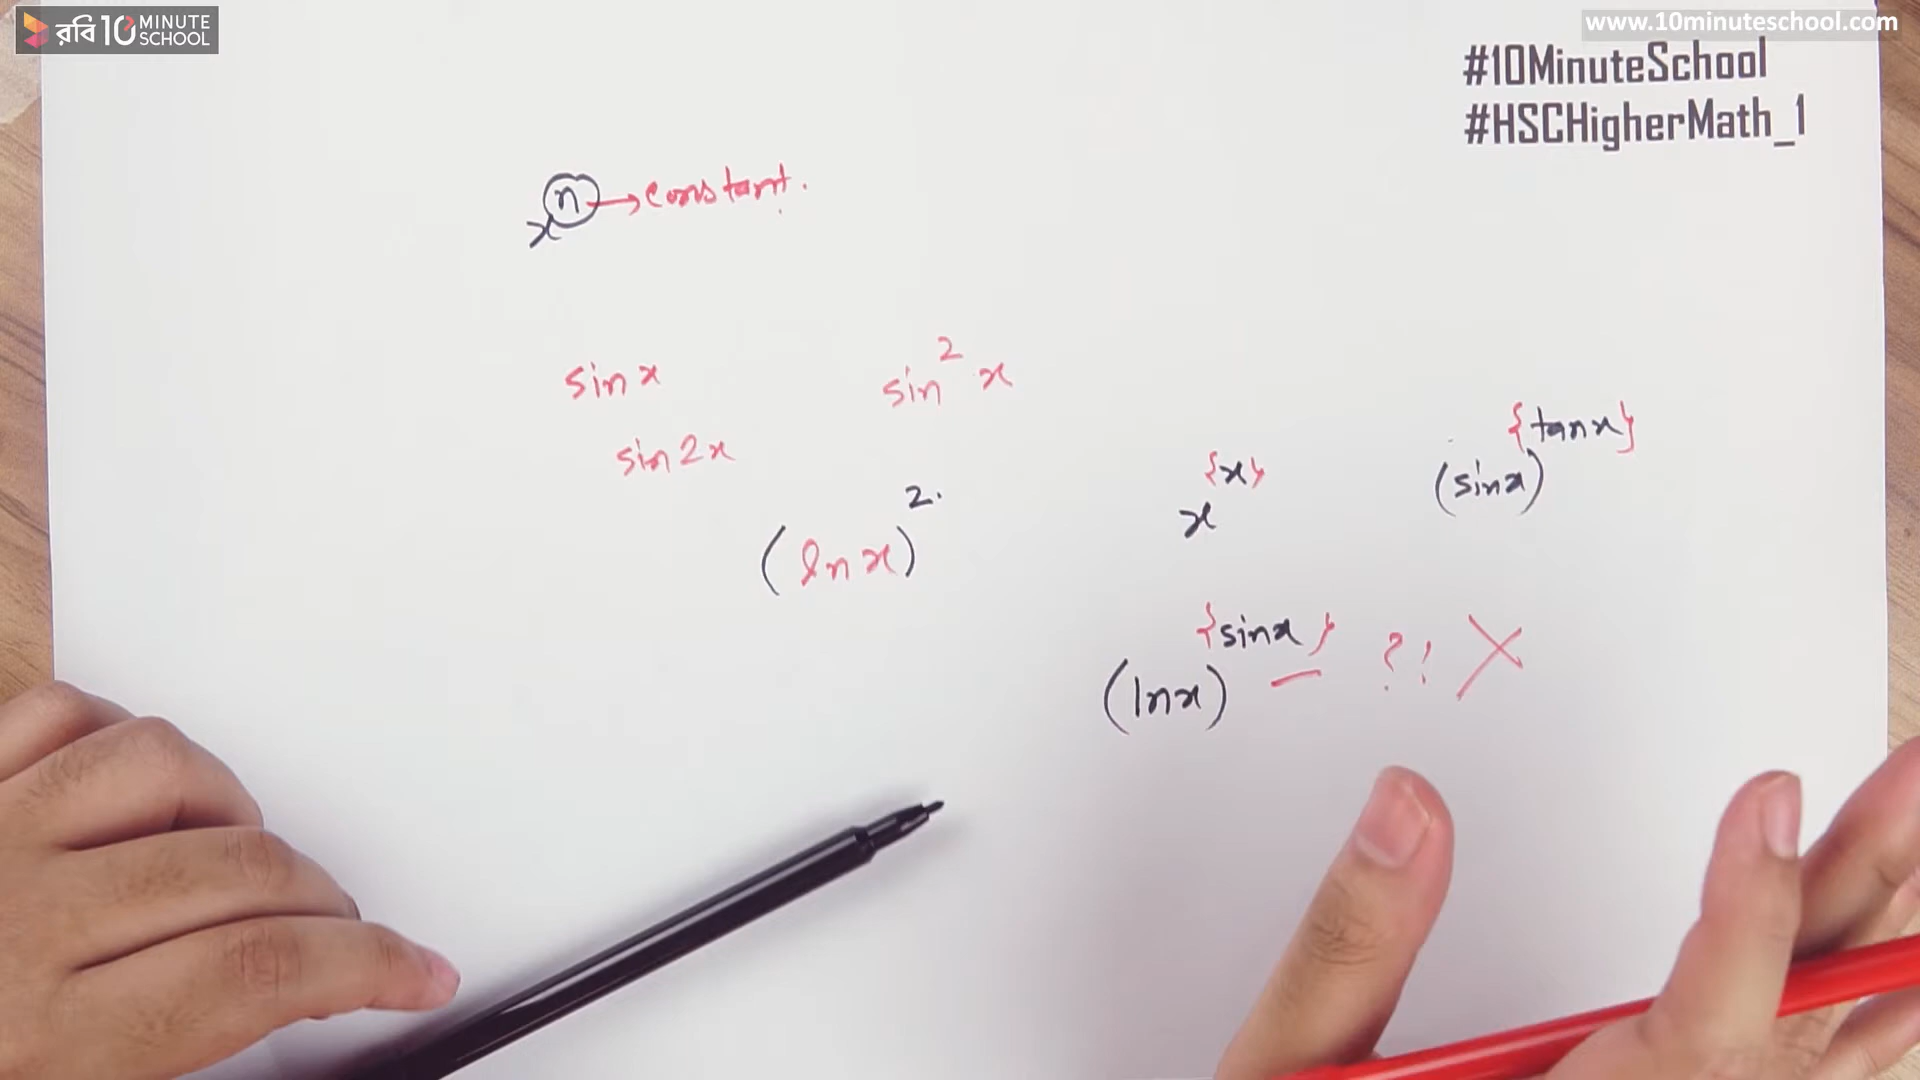 রবি 10 MINUTE SCHOOL
www.10minuteschool.com
#10MinuteSchool
#HSCHigherMath_1
xⁿ → constant.
sin x
sin² x
sin 2x
(ln x)².
x^{x}
(sin x)^{tan x}
(ln x)^{sin x} — ?! X